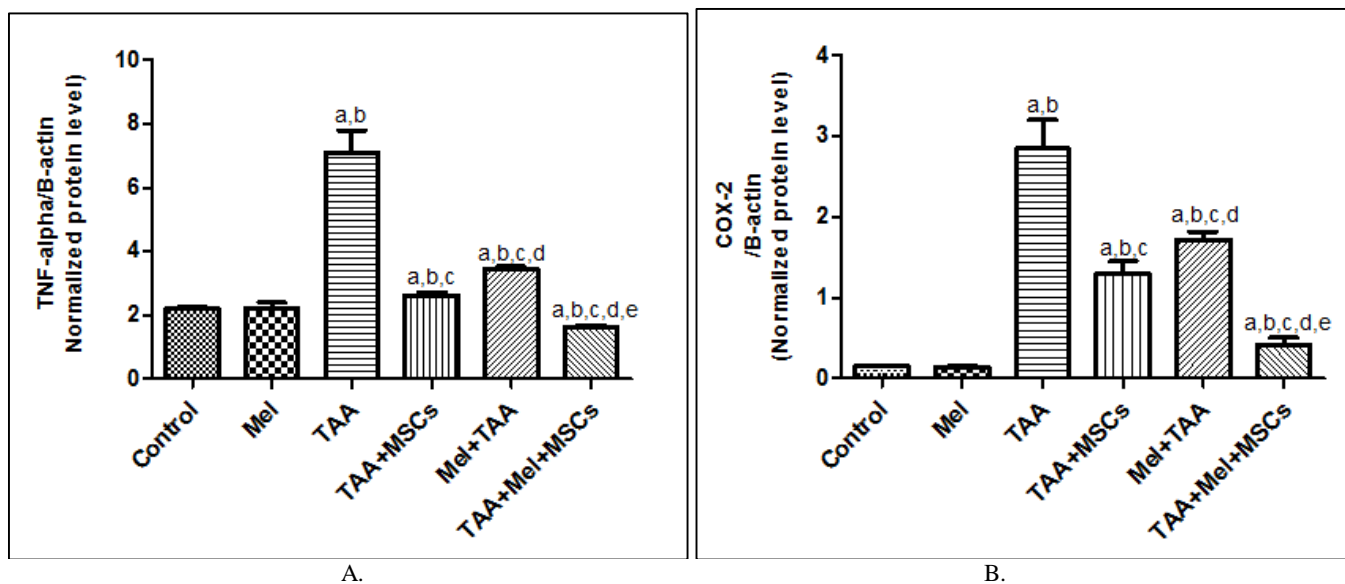 TNF-alpha/B-actin
Normalized protein level)
10
8
6
4
2
0
a,b
a,b,c
a,b,c,d
a,b,c,d,e
Control
Mel
TAA
TAA+MSCs
Mel+TAA
TAA+Mel+MSCs
A.
COX-2
/B-actin
(Normalized protein level)
4
3
2
1
0
a,b
a,b,c
a,b,c,d
a,b,c,d,e
Control
Mel
TAA
TAA+MSCs
Mel+TAA
TAA+Mel+MSCs
B.